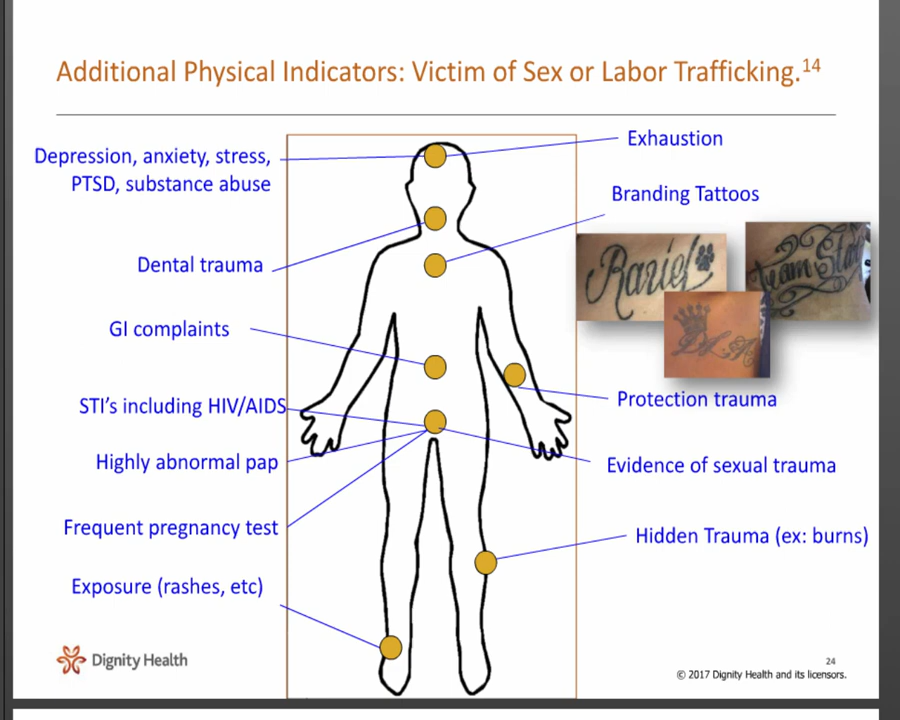 Additional Physical Indicators: Victim of Sex or Labor Trafficking.14
Depression, anxiety, stress,
PTSD, substance abuse
Dental trauma
GI complaints
STI's including HIV/AIDS
Highly abnormal pap
Frequent pregnancy test
Exposure (rashes, etc)
Exhaustion
Branding Tattoos
Protection trauma
Evidence of sexual trauma
Hidden Trauma (ex: burns)
Dignity Health
24
© 2017 Dignity Health and its licensors.